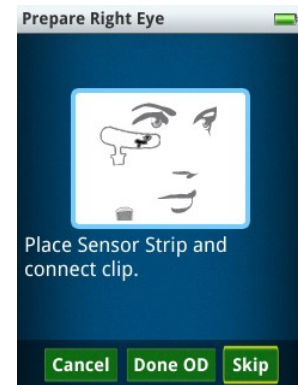 Prepare Right Eye
Place Sensor Strip and
connect clip.
Cancel Done OD Skip